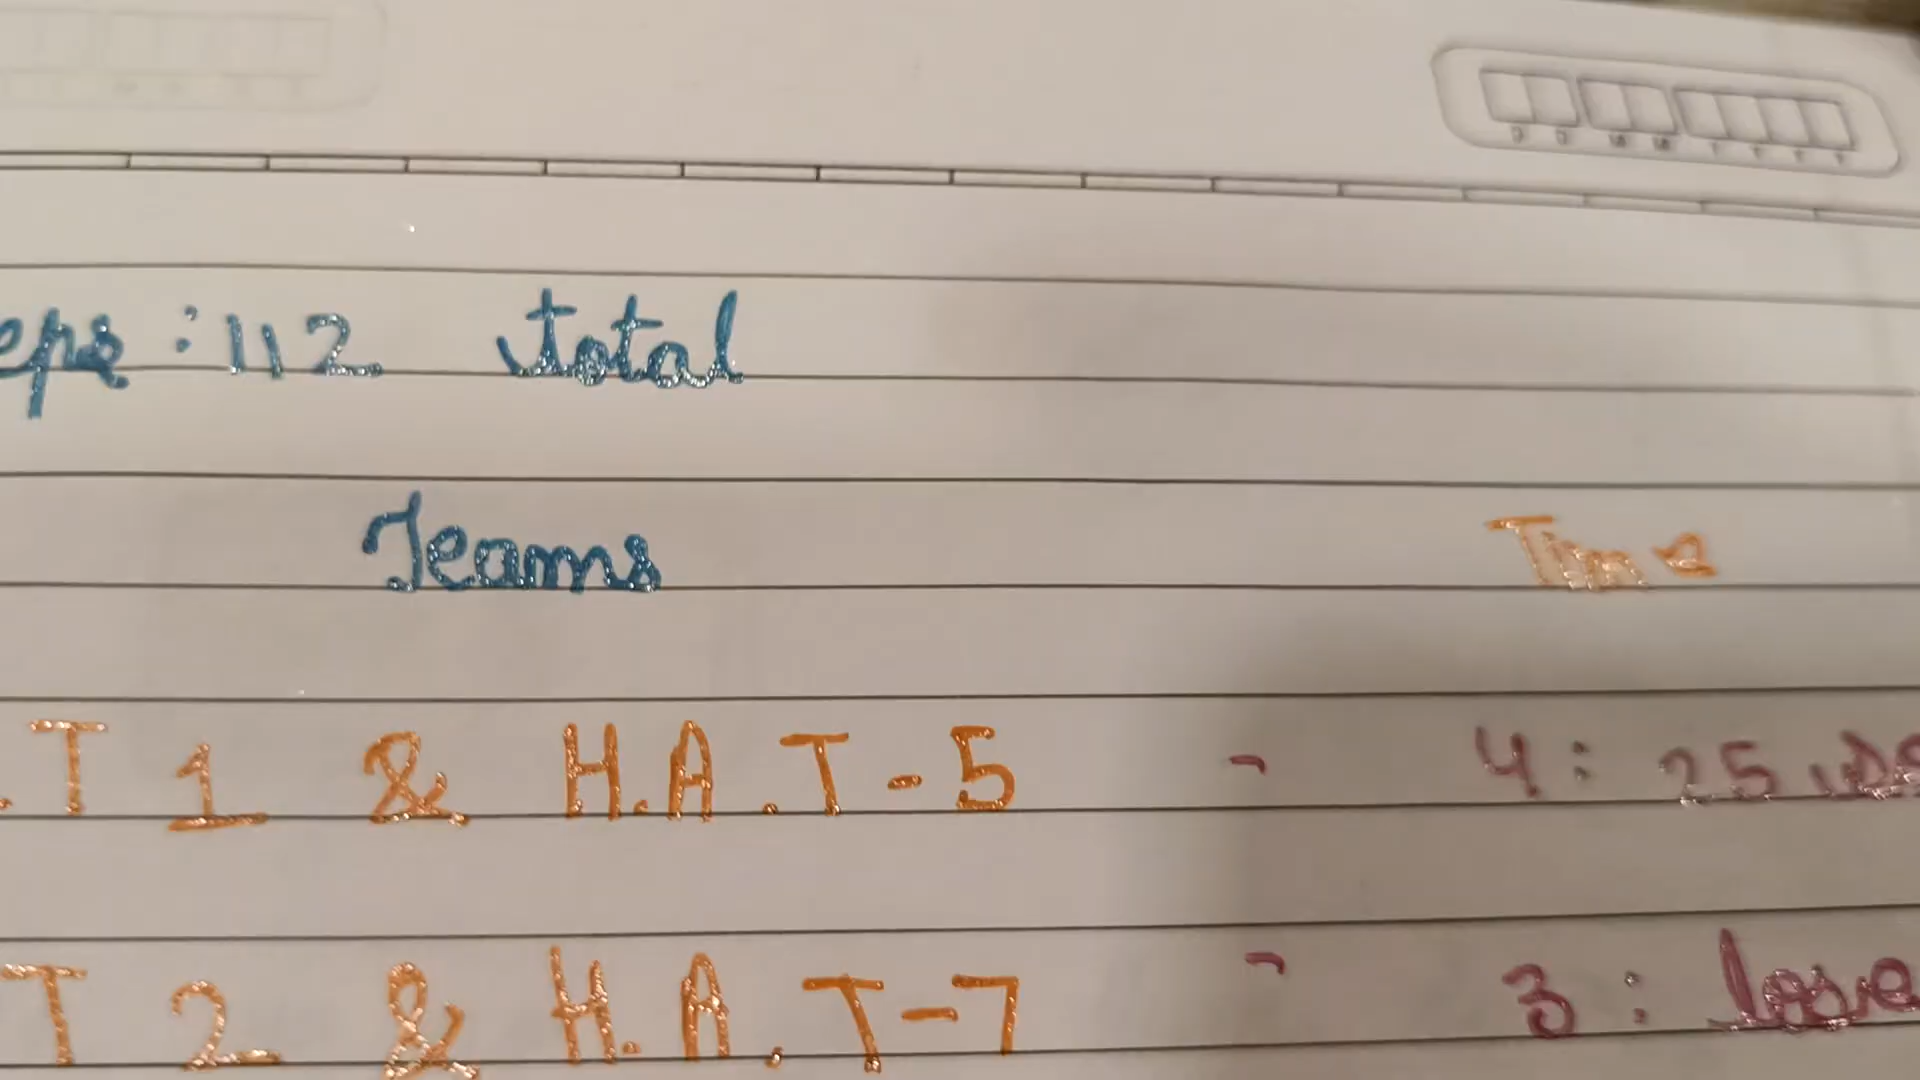 eps : 112 total
Teams Time
.T 1 & H.A.T-5 - 4 : 25
T 2 & H.A.T-7 - 3 : lose